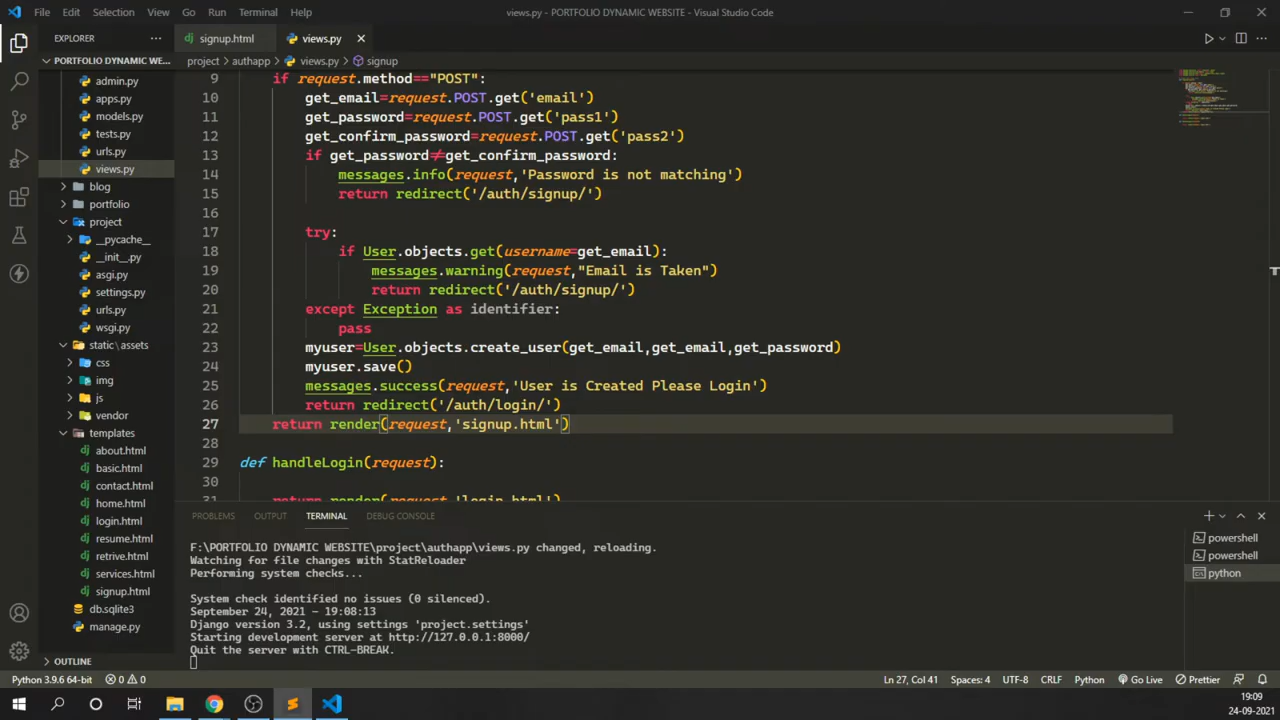 File Edit Selection View Go Run Terminal Help views.py - PORTFOLIO DYNAMIC WEBSITE - Visual Studio Code
EXPLORER
signup.html views.py
PORTFOLIO DYNAMIC WE...
project > authapp > views.py > signup
admin.py
apps.py
models.py
tests.py
urls.py
views.py
blog
portfolio
project
__pycache__
__init__.py
asgi.py
settings.py
urls.py
wsgi.py
static\assets
css
img
js
vendor
templates
about.html
basic.html
contact.html
home.html
login.html
resume.html
retrive.html
services.html
signup.html
db.sqlite3
manage.py
OUTLINE
9 if request.method=="POST":
10 get_email=request.POST.get('email')
11 get_password=request.POST.get('pass1')
12 get_confirm_password=request.POST.get('pass2')
13 if get_password≠get_confirm_password:
14 messages.info(request,'Password is not matching')
15 return redirect('/auth/signup/')
16
17 try:
18 if User.objects.get(username=get_email):
19 messages.warning(request,"Email is Taken")
20 return redirect('/auth/signup/')
21 except Exception as identifier:
22 pass
23 myuser=User.objects.create_user(get_email,get_email,get_password)
24 myuser.save()
25 messages.success(request,'User is Created Please Login')
26 return redirect('/auth/login/')
27 return render(request,'signup.html')
28
29 def handleLogin(request):
30
31 return render(request,'login.html')
PROBLEMS OUTPUT TERMINAL DEBUG CONSOLE
F:\PORTFOLIO DYNAMIC WEBSITE\project\authapp\views.py changed, reloading.
Watching for file changes with StatReloader
Performing system checks...
System check identified no issues (0 silenced).
September 24, 2021 - 19:08:13
Django version 3.2, using settings 'project.settings'
Starting development server at http://127.0.0.1:8000/
Quit the server with CTRL-BREAK.
powershell
powershell
python
Python 3.9.6 64-bit 0 0 Ln 27, Col 41 Spaces: 4 UTF-8 CRLF Python Go Live Prettier
19:09
24-09-2021